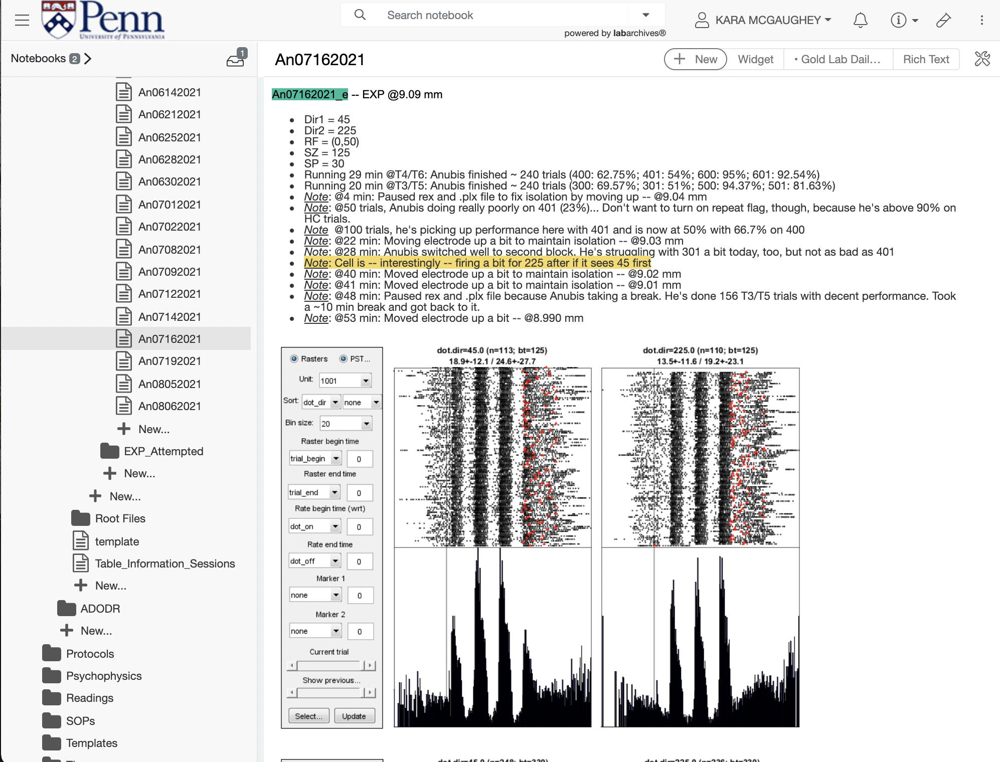 Penn
UNIVERSITY of PENNSYLVANIA
Search notebook
powered by labarchives®
KARA MCGAUGHEY
Notebooks 2
1
An07162021
New
Widget
• Gold Lab Dail...
Rich Text
An06142021
An06212021
An06252021
An06282021
An06302021
An07012021
An07022021
An07082021
An07092021
An07122021
An07142021
An07162021
An07192021
An08052021
An08062021
New...
EXP_Attempted
New...
New...
Root Files
template
Table_Information_Sessions
New...
ADODR
New...
Protocols
Psychophysics
Readings
SOPs
Templates
An07162021_e -- EXP @9.09 mm
Dir1 = 45
Dir2 = 225
RF = (0,50)
SZ = 125
SP = 30
Running 29 min @T4/T6: Anubis finished ~ 240 trials (400: 62.75%; 401: 54%; 600: 95%; 601: 92.54%)
Running 20 min @T3/T5: Anubis finished ~ 240 trials (300: 69.57%; 301: 51%; 500: 94.37%; 501: 81.63%)
Note: @4 min: Paused rex and .plx file to fix isolation by moving up -- @9.04 mm
Note: @50 trials, Anubis doing really poorly on 401 (23%)... Don't want to turn on repeat flag, though, because he's above 90% on
HC trials.
Note @100 trials, he's picking up performance here with 401 and is now at 50% with 66.7% on 400
Note: @22 min: Moving electrode up a bit to maintain isolation -- @9.03 mm
Note: @28 min: Anubis switched well to second block. He's struggling with 301 a bit today, too, but not as bad as 401
Note: Cell is -- interestingly -- firing a bit for 225 after if it sees 45 first
Note: @40 min: Moved electrode up a bit to maintain isolation -- @9.02 mm
Note: @41 min: Moved electrode up a bit to maintain isolation -- @9.01 mm
Note: @48 min: Paused rex and .plx file because Anubis taking a break. He's done 156 T3/T5 trials with decent performance. Took
a ~10 min break and got back to it.
Note: @53 min: Moved electrode up a bit -- @8.990 mm
Rasters PST...
Unit: 1001
Sort: dot_dir none
Bin size: 20
Raster begin time
trial_begin 0
Raster end time
trial_end 0
Rate begin time (wrt)
dot_on 0
Rate end time
dot_off 0
Marker 1
none 0
Marker 2
none 0
Current trial
Show previous...
Select... Update
dot.dir=45.0 (n=113; bt=125)
18.9+-12.1 / 24.6+-27.7
dot.dir=225.0 (n=110; bt=125)
13.5+-11.6 / 19.2+-23.1